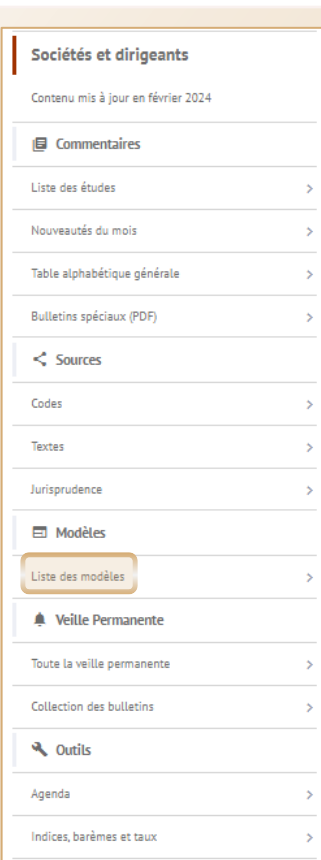 Sociétés et dirigeants
Contenu mis à jour en février 2024
Commentaires
Liste des études
Nouveautés du mois
Table alphabétique générale
Bulletins spéciaux (PDF)
Sources
Codes
Textes
Jurisprudence
Modèles
Liste des modèles
Veille Permanente
Toute la veille permanente
Collection des bulletins
Outils
Agenda
Indices, barèmes et taux